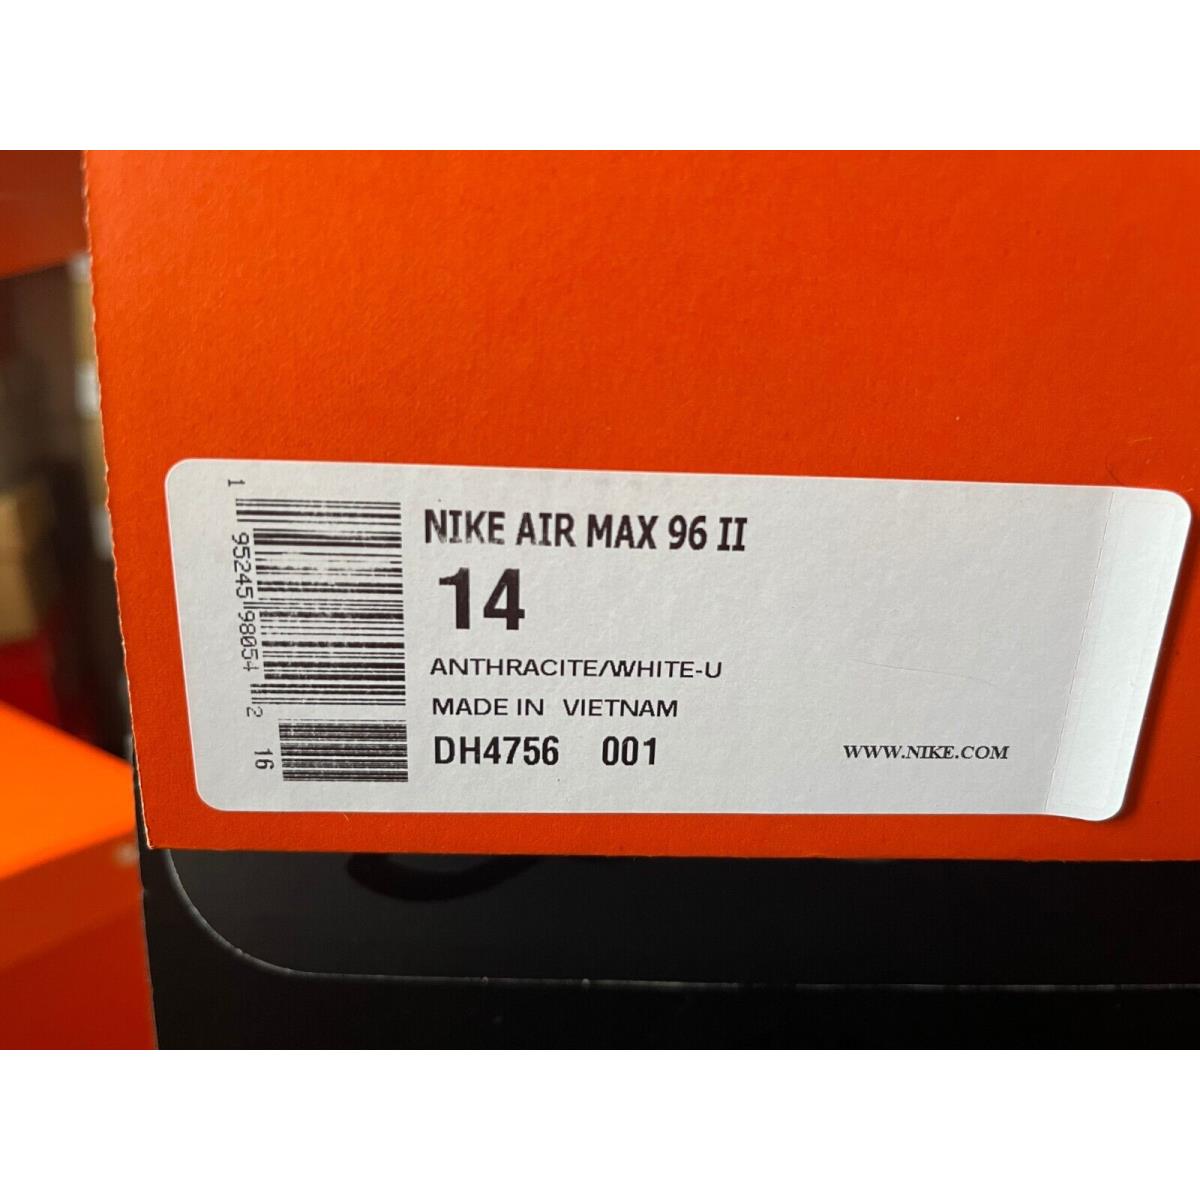 NIKE AIR MAX 96 II
14
ANTHRACITE/WHITE-U
MADE IN VIETNAM
DH4756 001
WWW.NIKE.COM
1 95245 98054 2
16